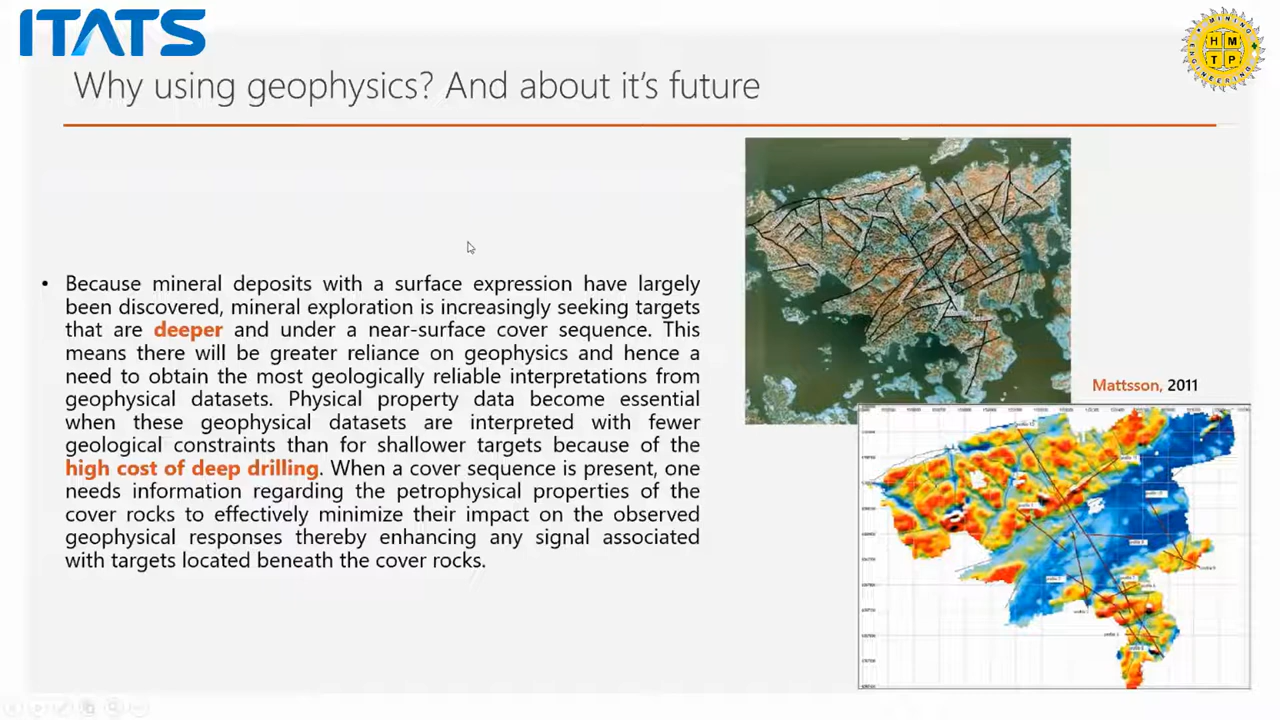 ITATS
MINING
HM
TP
ENGINEERING
Why using geophysics? And about it's future
• Because mineral deposits with a surface expression have largely
been discovered, mineral exploration is increasingly seeking targets
that are deeper and under a near-surface cover sequence. This
means there will be greater reliance on geophysics and hence a
need to obtain the most geologically reliable interpretations from
geophysical datasets. Physical property data become essential
when these geophysical datasets are interpreted with fewer
geological constraints than for shallower targets because of the
high cost of deep drilling. When a cover sequence is present, one
needs information regarding the petrophysical properties of the
cover rocks to effectively minimize their impact on the observed
geophysical responses thereby enhancing any signal associated
with targets located beneath the cover rocks.
Mattsson, 2011